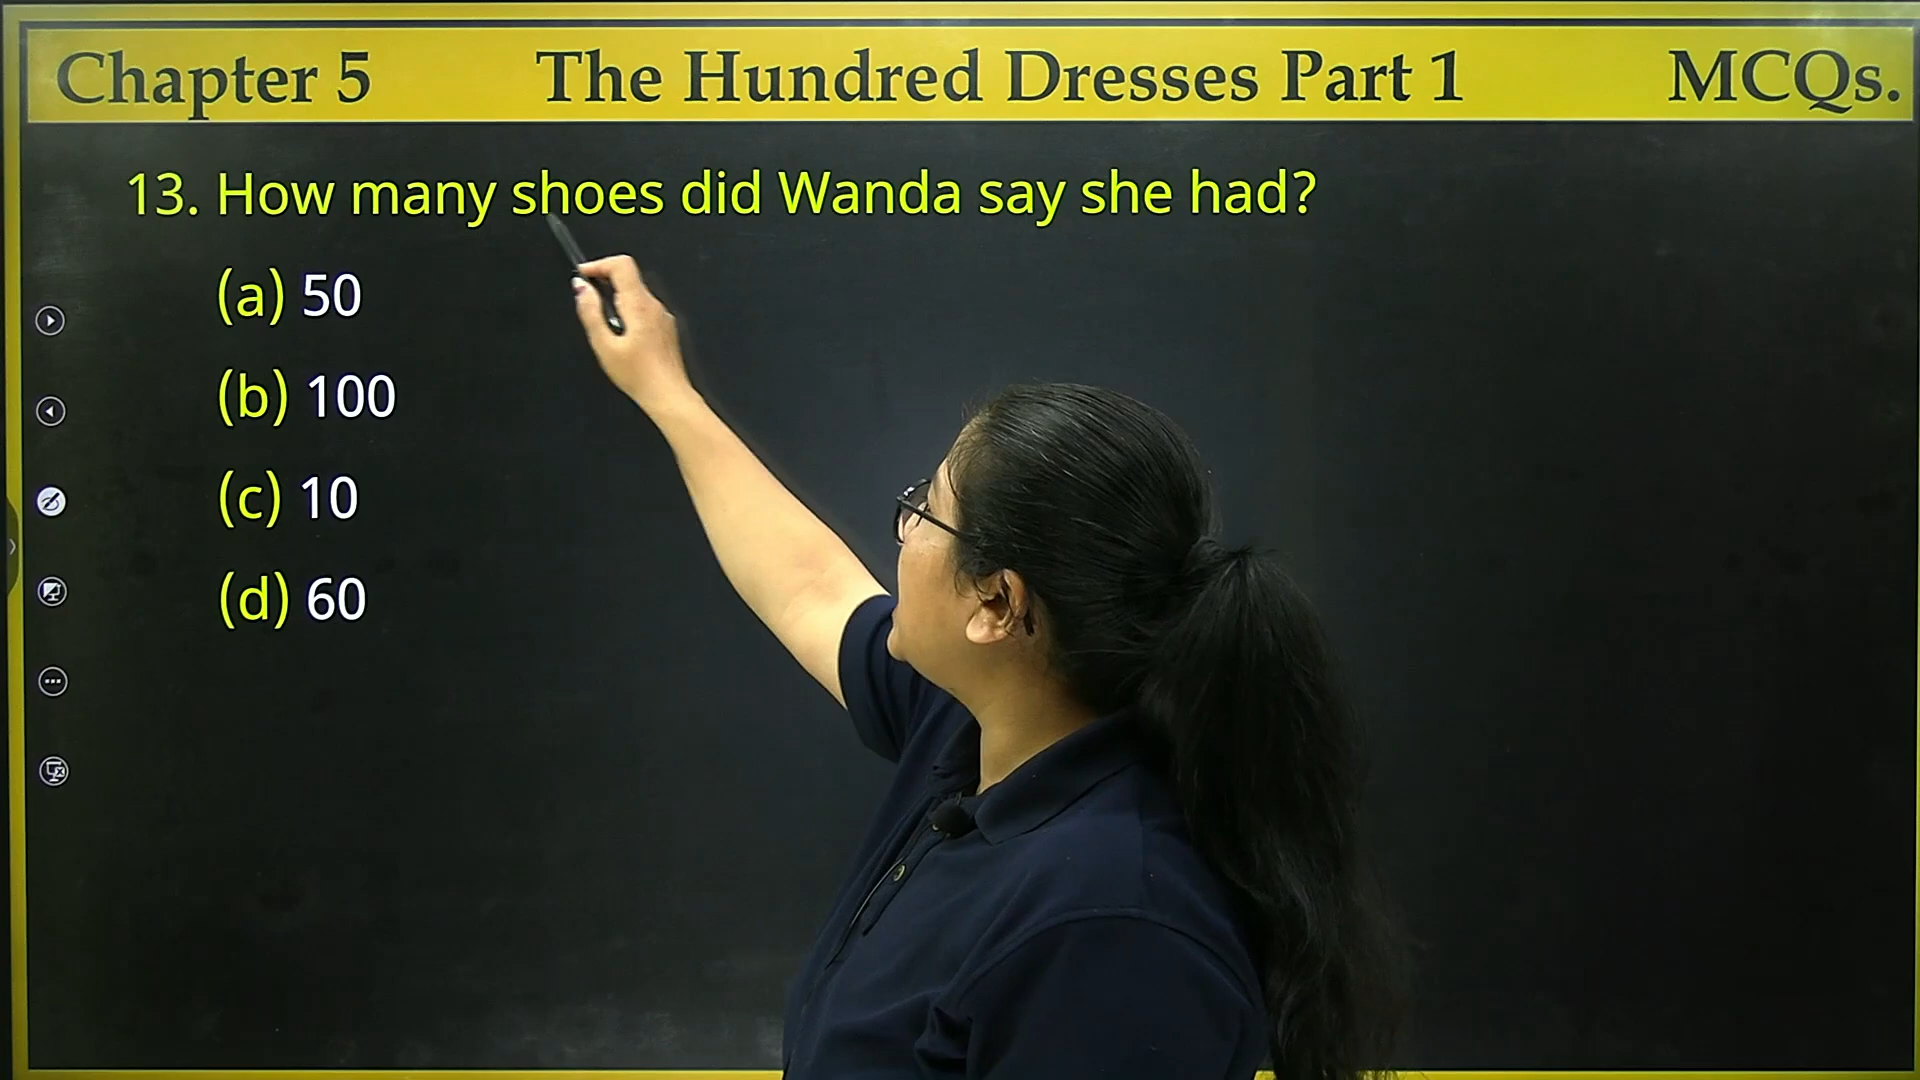 Chapter 5 The Hundred Dresses Part 1 MCQs.
13. How many shoes did Wanda say she had?
(a) 50
(b) 100
(c) 10
(d) 60